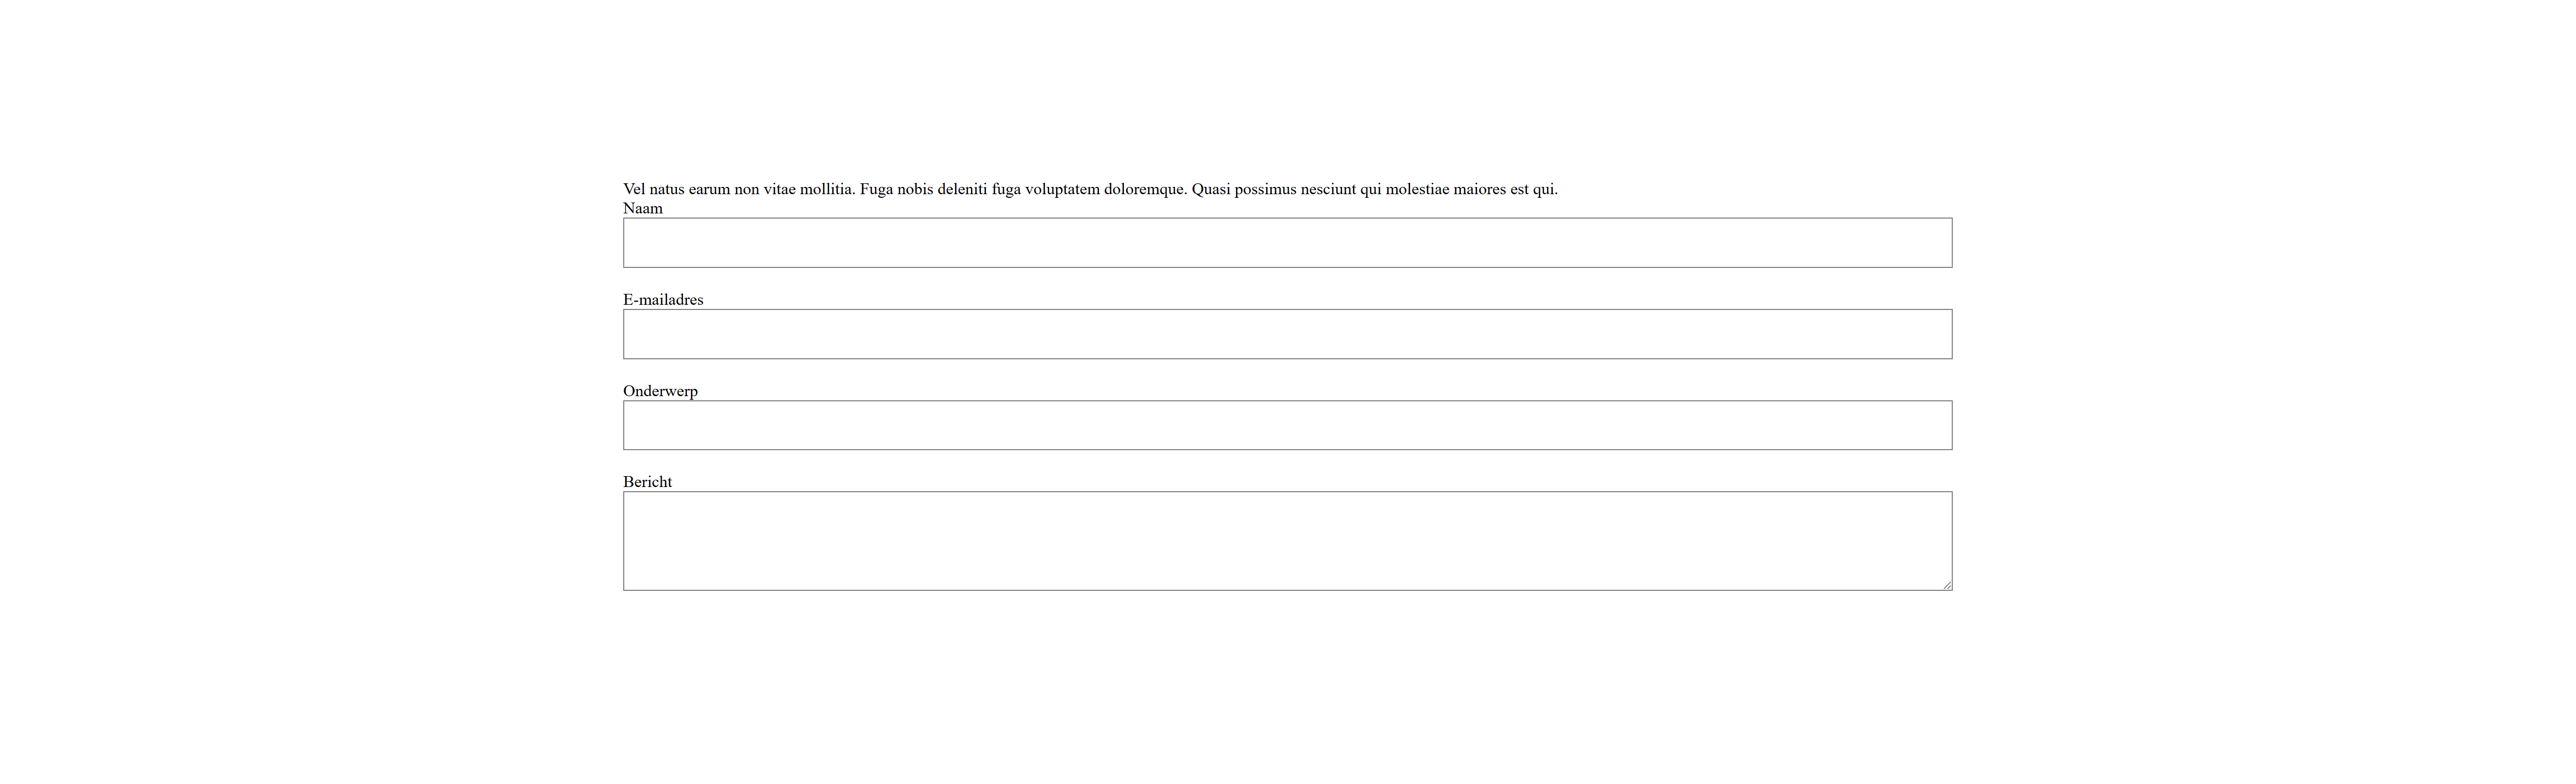 Vel natus earum non vitae mollitia. Fuga nobis deleniti fuga voluptatem doloremque. Quasi possimus nesciunt qui molestiae maiores est qui.
Naam
E-mailadres
Onderwerp
Bericht